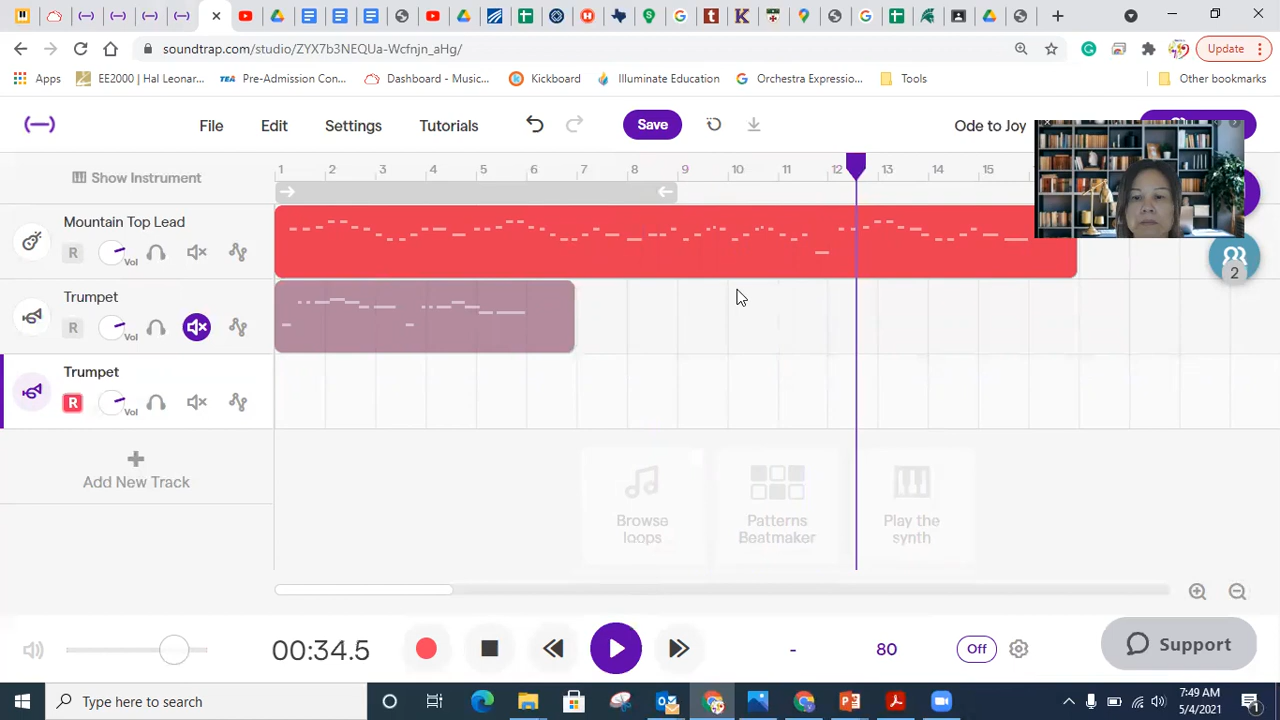 Update
soundtrap.com/studio/ZYX7b3NEQUa-Wcfnjn_aHg/
Apps
EE2000 | Hal Leonar...
TEA
Pre-Admission Con...
Dashboard - Music...
Kickboard
Illuminate Education
Orchestra Expressio...
Tools
Other bookmarks
File
Edit
Settings
Tutorials
Save
Ode to Joy
Show Instrument
1 2 3 4 5 6 7 8 9 10 11 12 13 14 15
Mountain Top Lead
R
Vol
2
Trumpet
R
Vol
Trumpet
R
Vol
+
Add New Track
Browse loops
Patterns Beatmaker
Play the synth
00:34.5
-
80
Off
Support
Type here to search
7:49 AM
5/4/2021